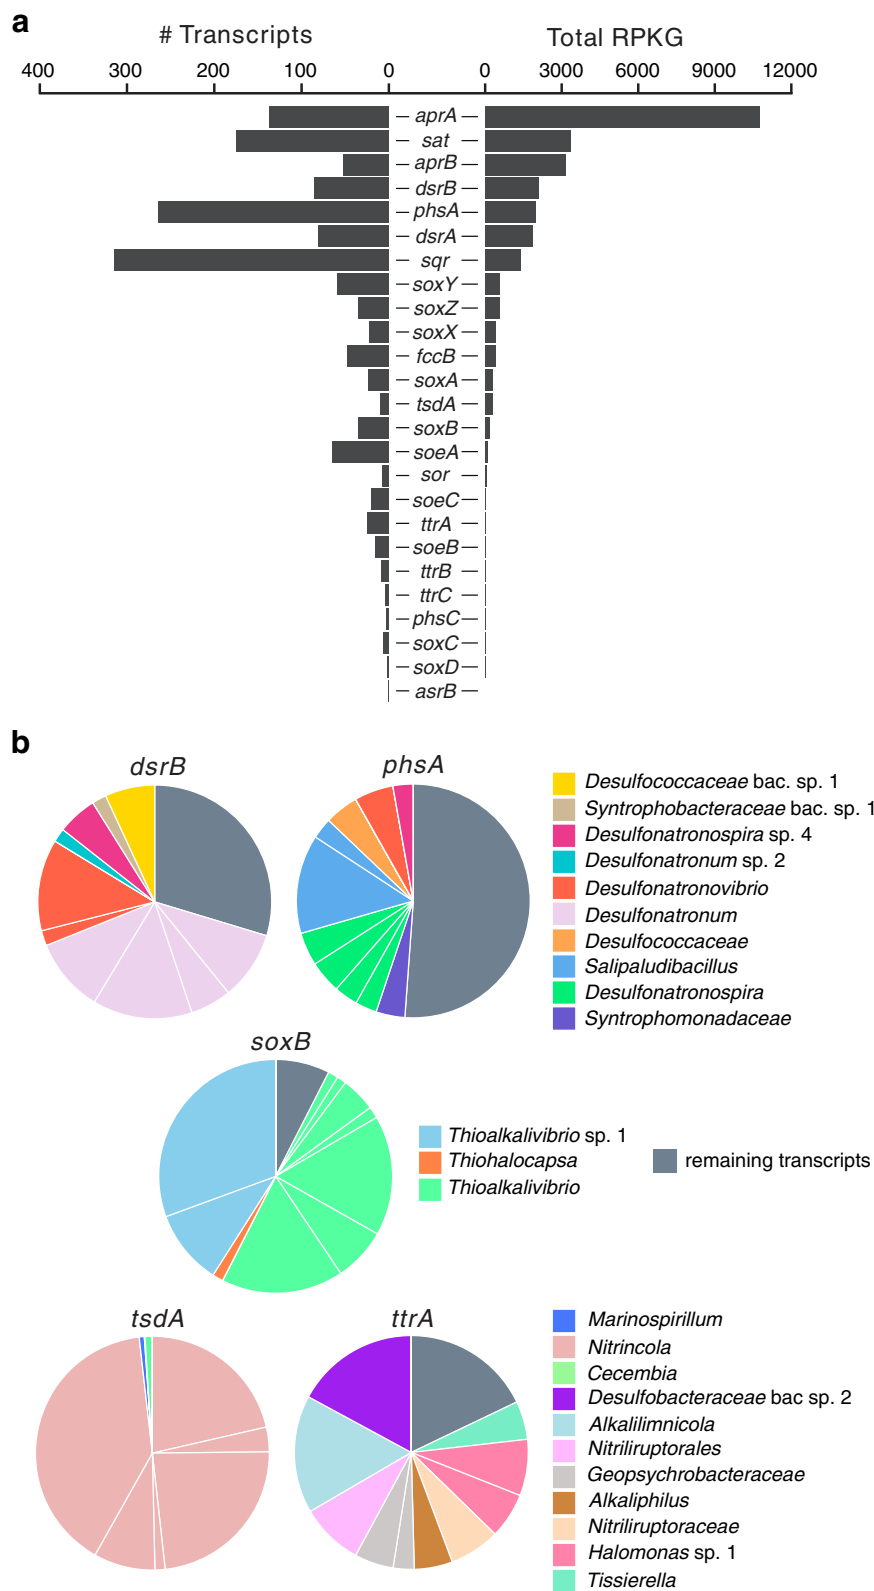 a
# Transcripts
Total RPKG
400 300 200 100 0 0 3000 6000 9000 12000
aprA
sat
aprB
dsrB
phsA
dsrA
sqr
soxY
soxZ
soxX
fccB
soxA
tsdA
soxB
soeA
sor
soeC
ttrA
soeB
ttrB
ttrC
phsC
soxC
soxD
asrB
b
dsrB
phsA
Desulfococcaceae bac. sp. 1
Syntrophobacteraceae bac. sp. 1
Desulfonatronospira sp. 4
Desulfonatronum sp. 2
Desulfonatronovibrio
Desulfonatronum
Desulfococcaceae
Salipaludibacillus
Desulfonatronospira
Syntrophomonadaceae
soxB
Thioalkalivibrio sp. 1
Thiohalocapsa
Thioalkalivibrio
remaining transcripts
tsdA
ttrA
Marinospirillum
Nitrincola
Cecembia
Desulfobacteraceae bac sp. 2
Alkalilimnicola
Nitriliruptorales
Geopsychrobacteraceae
Alkaliphilus
Nitriliruptoraceae
Halomonas sp. 1
Tissierella